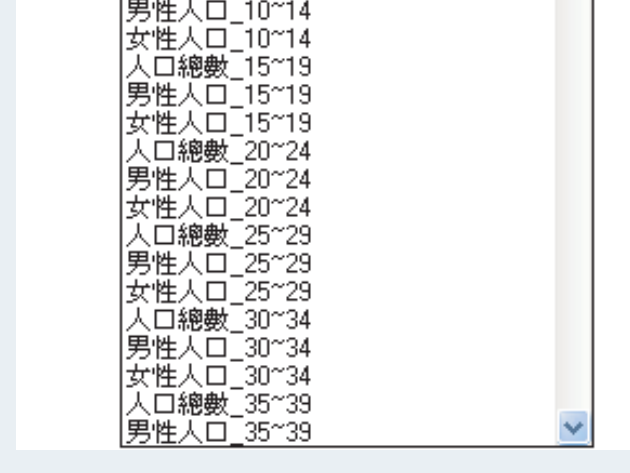 男性人口_10~14
女性人口_10~14
人口總數_15~19
男性人口_15~19
女性人口_15~19
人口總數_20~24
男性人口_20~24
女性人口_20~24
人口總數_25~29
男性人口_25~29
女性人口_25~29
人口總數_30~34
男性人口_30~34
女性人口_30~34
人口總數_35~39
男性人口_35~39